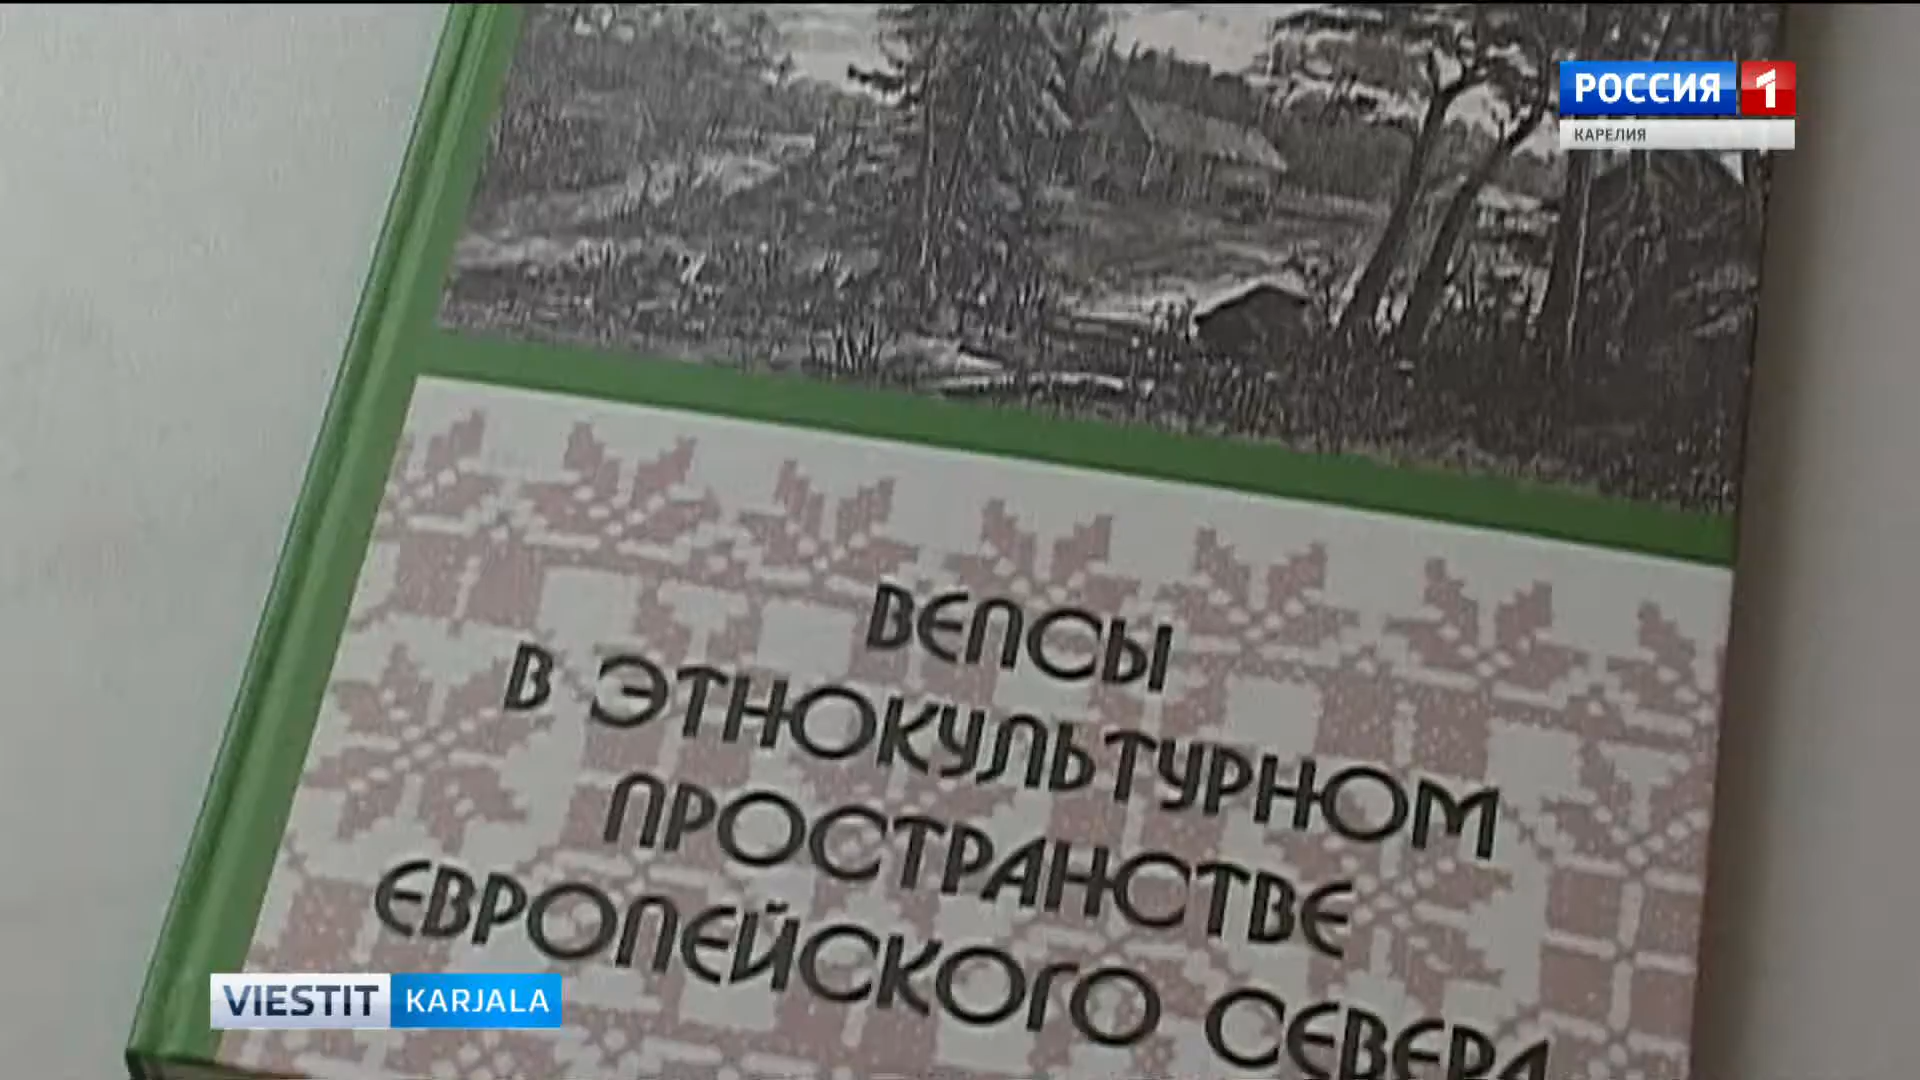 РОССИЯ 1
КАРЕЛИЯ
ВЕПСЫ
В ЭТНОКУЛЬТУРНОМ
ПРОСТРАНСТВЕ
ЕВРОПЕЙСКОГО СЕВЕРА
VIESTIT KARJALA